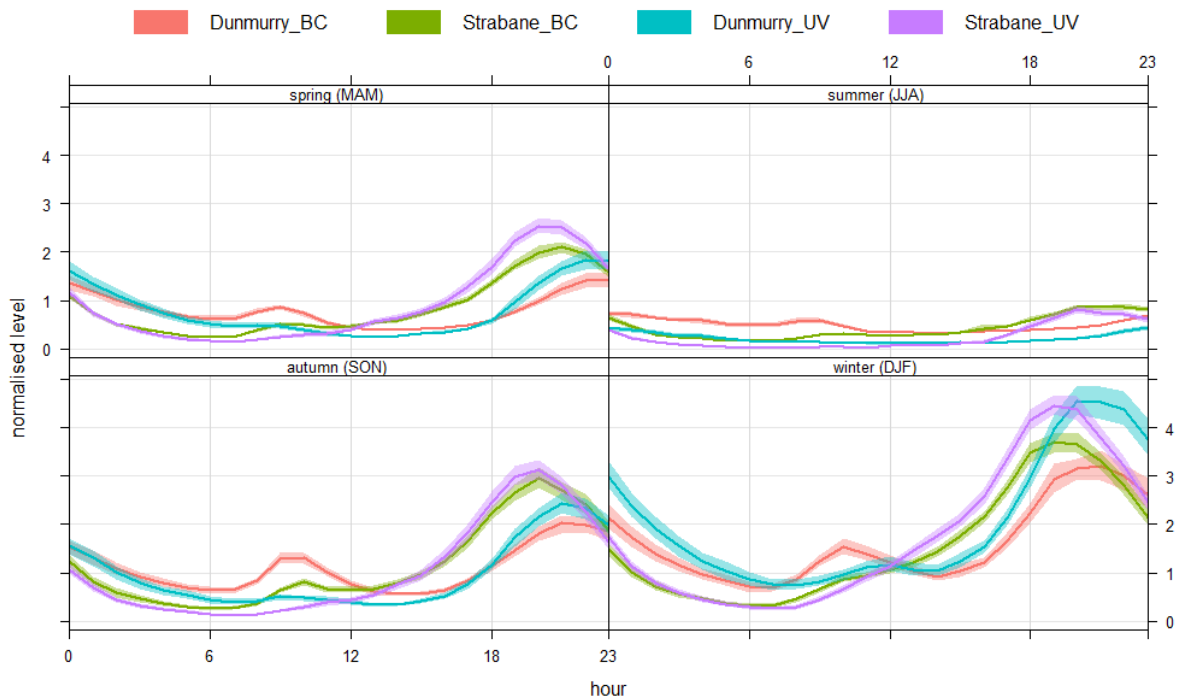 Dunmurry_BC Strabane_BC Dunmurry_UV Strabane_UV
0 6 12 18 23
spring (MAM) summer (JJA)
4
3
2
1
0
autumn (SON) winter (DJF)
4
3
2
1
0
0 6 12 18 23
normalised level
hour